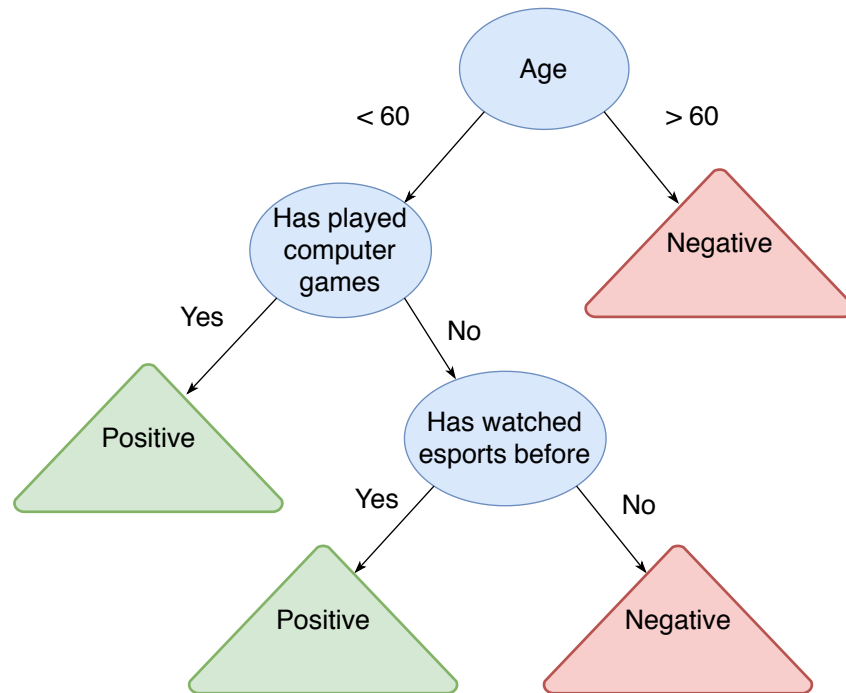 Age
< 60
> 60
Has played
computer
games
Negative
Yes
No
Positive
Has watched
esports before
Yes
No
Positive
Negative